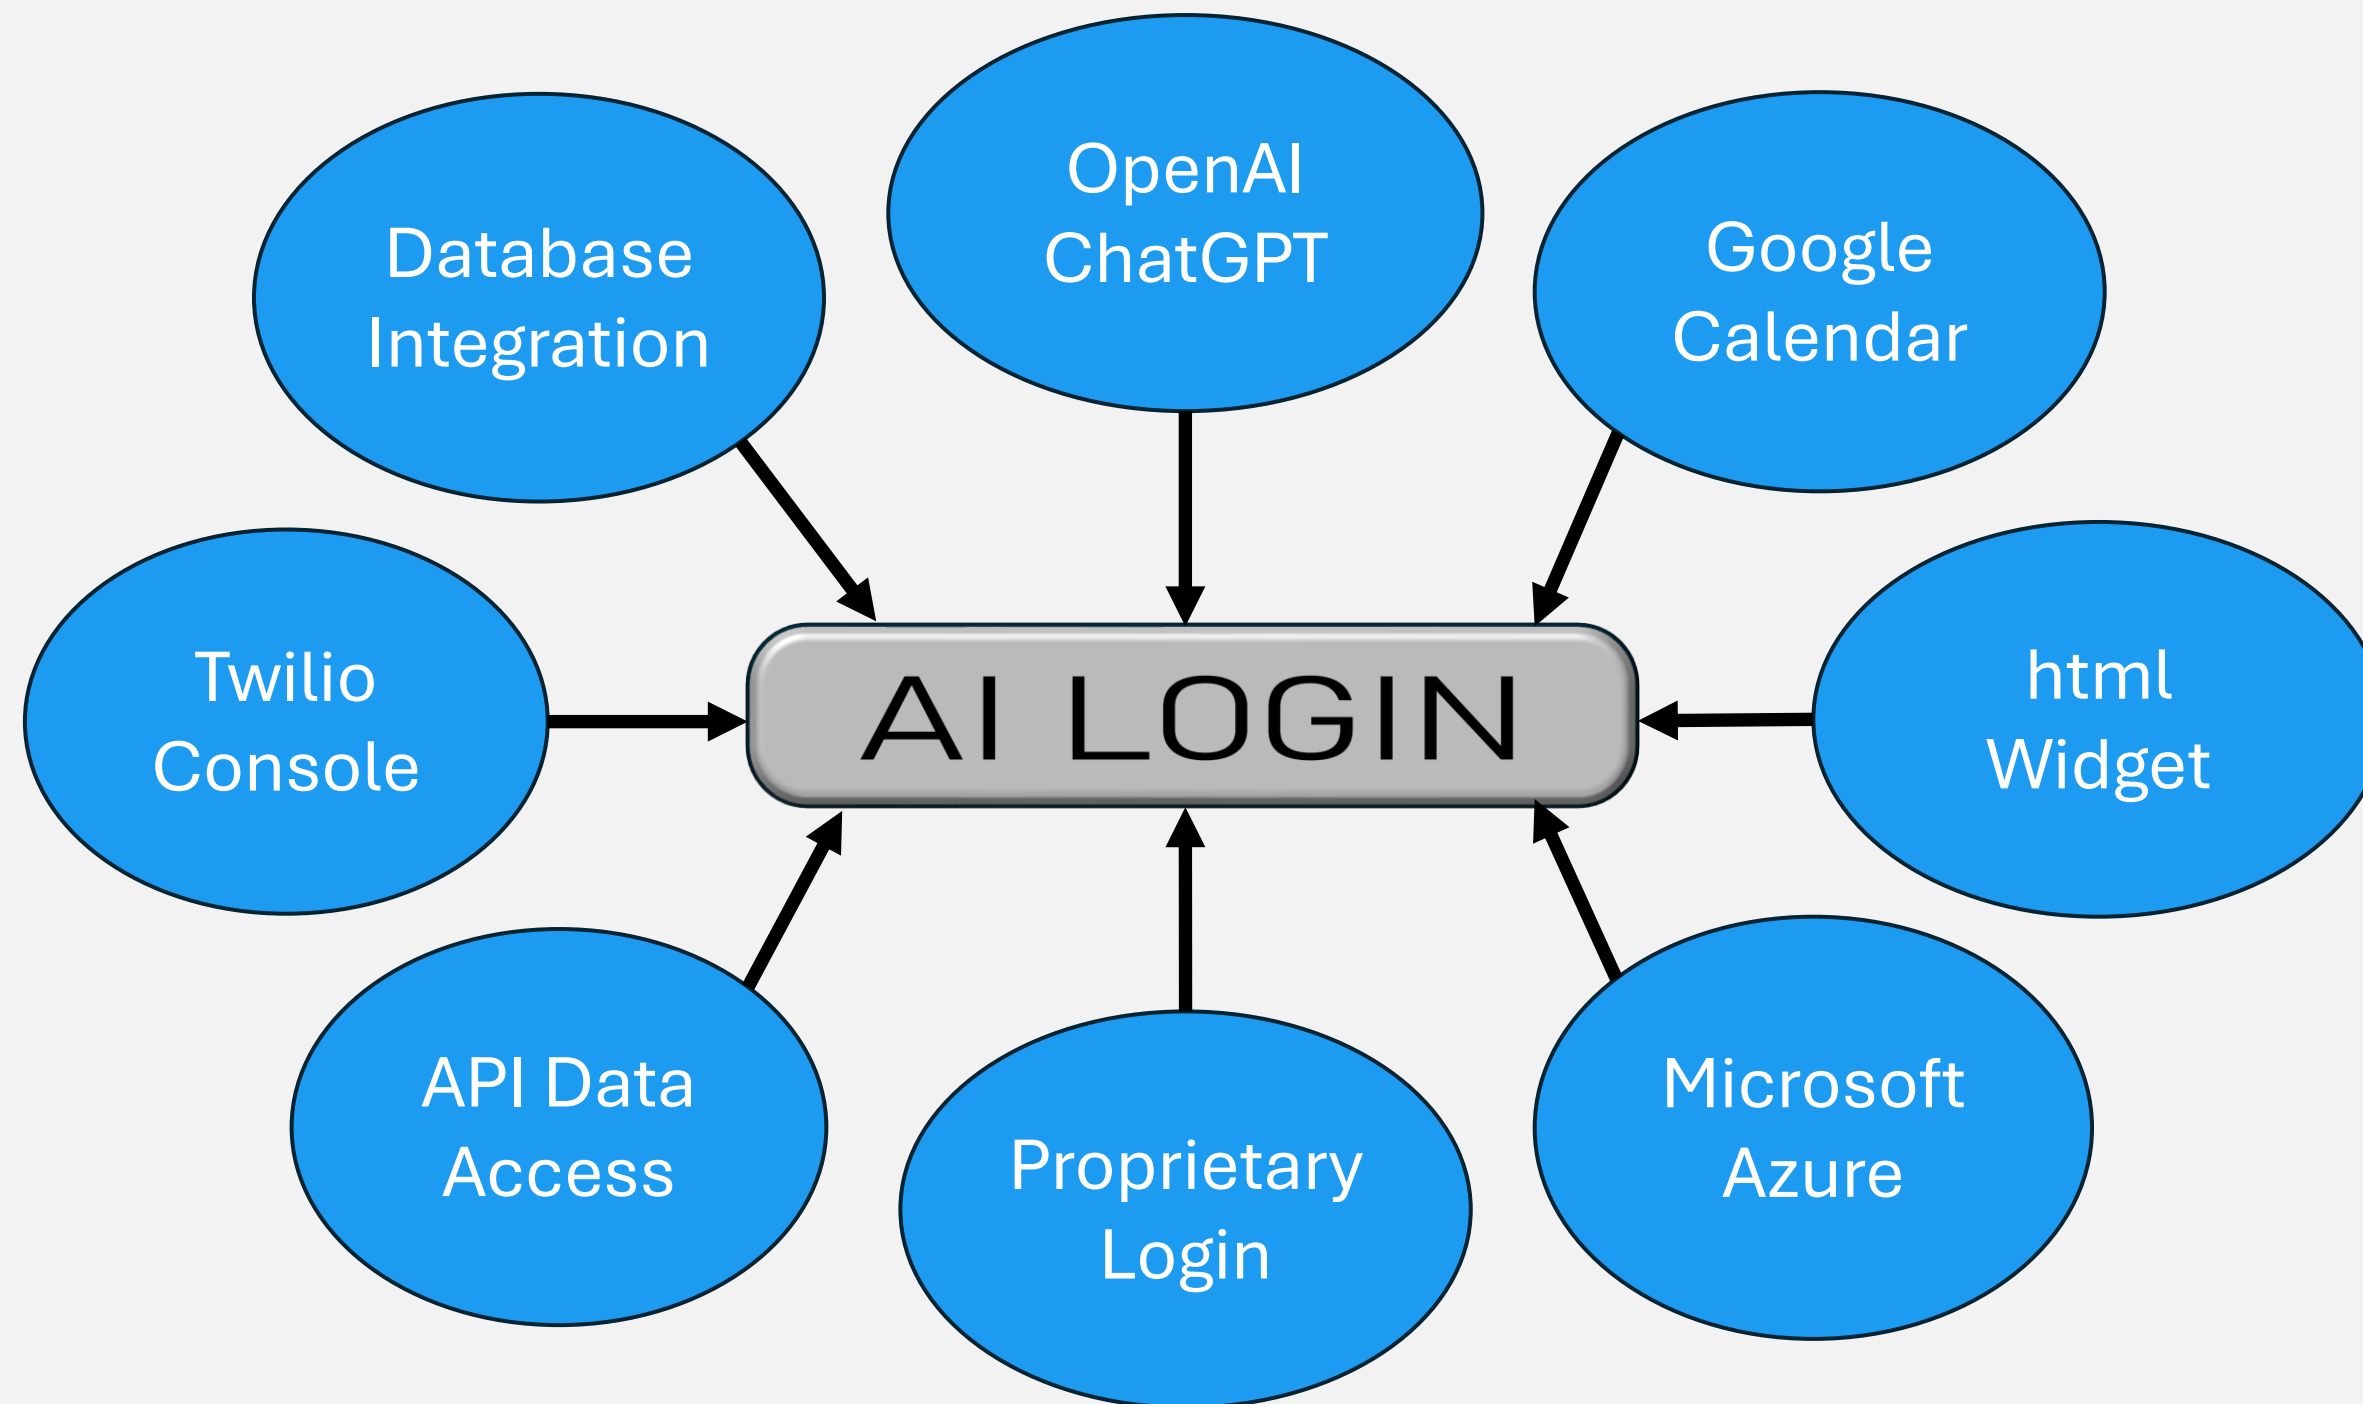 OpenAI
ChatGPT
Database
Integration
Google
Calendar
Twilio
Console
AI LOGIN
html
Widget
API Data
Access
Proprietary
Login
Microsoft
Azure